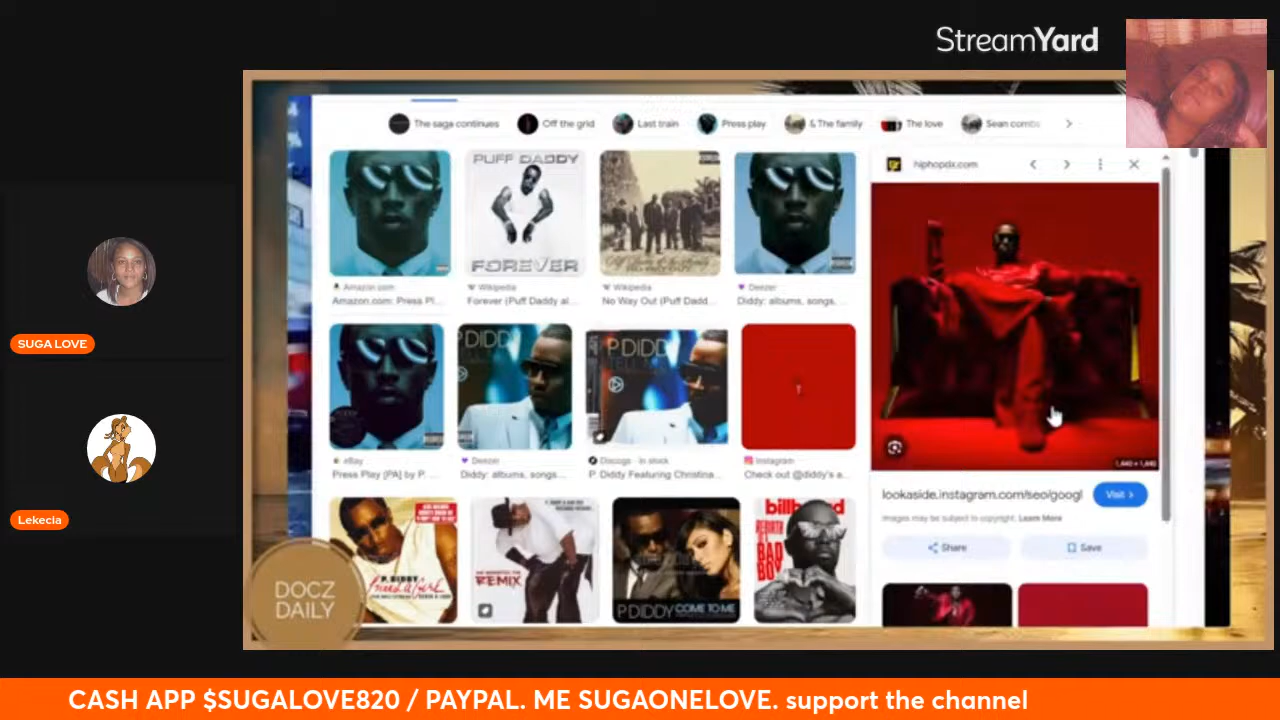 StreamYard
The saga continues
Off the grid
Last train
Press play
& The family
The love
Sean combs
hiphopdx.com
PUFF DADDY
FOREVER
Amazon.com
Amazon.com: Press Pl...
Wikipedia
Forever (Puff Daddy al...
Wikipedia
No Way Out (Puff Dadd...
Deezer
Diddy: albums, songs, ...
SUGA LOVE
P DIDDY
eBay
Press Play [PA] by P. ...
Deezer
Diddy: albums, songs...
Discogs · In stock
P. Diddy Featuring Christina...
Instagram
Check out @diddy's a...
lookaside.instagram.com/seo/googl
Visit >
Images may be subject to copyright. Learn More
Share
Save
Lekecia
P. DIDDY
REMIX
P DIDDY COME TO ME
billboard
REBIRTH
OF A
BAD
BOY
DOCZ
DAILY
CASH APP $SUGALOVE820 / PAYPAL. ME SUGAONELOVE. support the channel